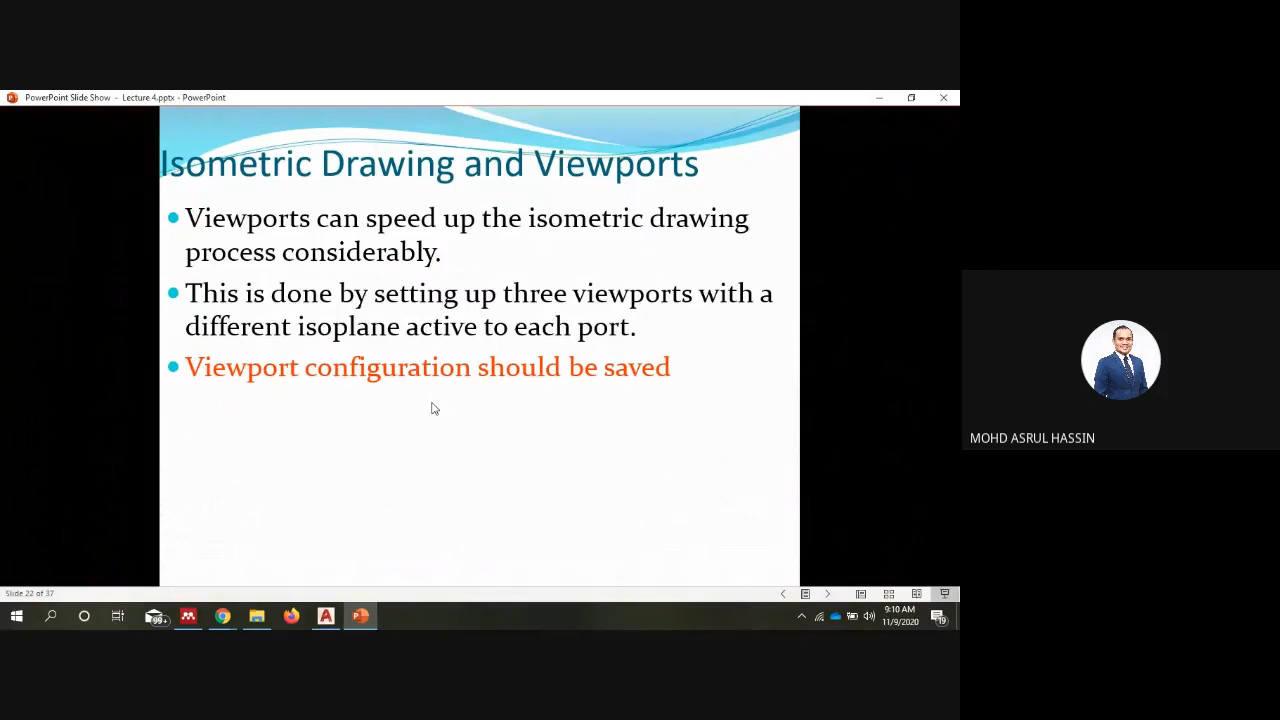 PowerPoint Slide Show - Lecture 4.pptx - PowerPoint
Isometric Drawing and Viewports
Viewports can speed up the isometric drawing
process considerably.
This is done by setting up three viewports with a
different isoplane active to each port.
Viewport configuration should be saved
MOHD ASRUL HASSIN
Slide 22 of 37
99+
9:10 AM
11/9/2020
19